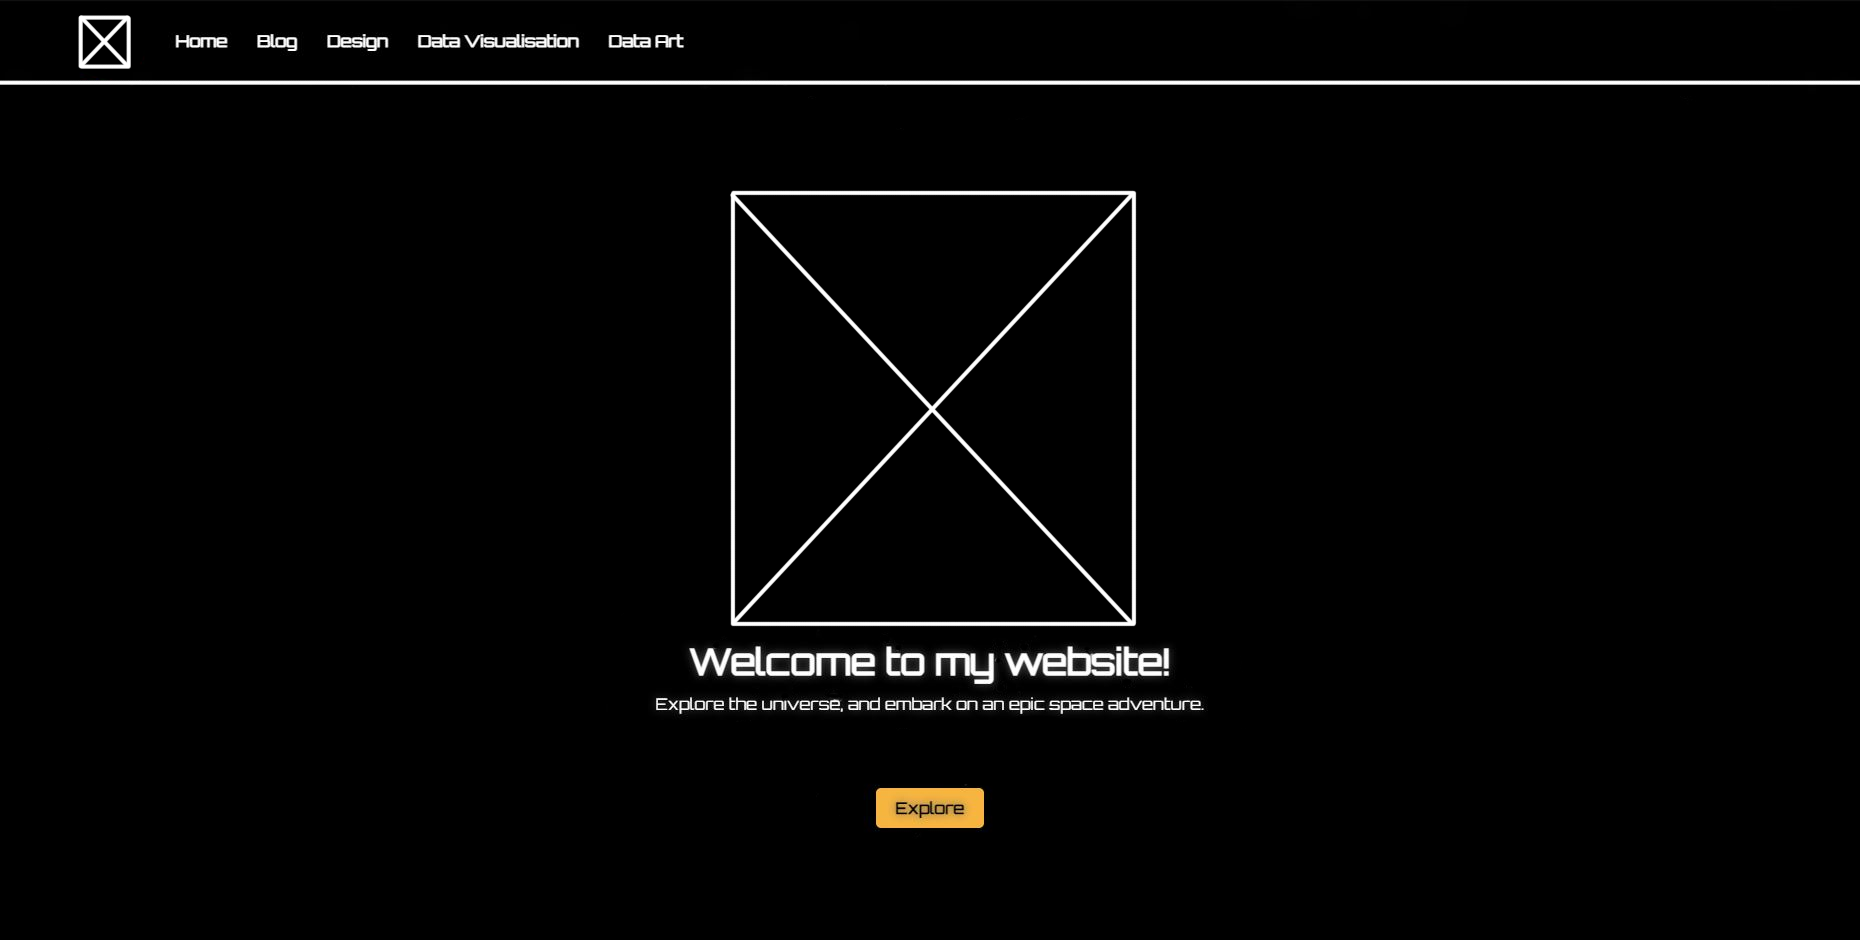 Home Blog Design Data Visualisation Data Art
Welcome to my website!
Explore the universe, and embark on an epic space adventure.
Explore